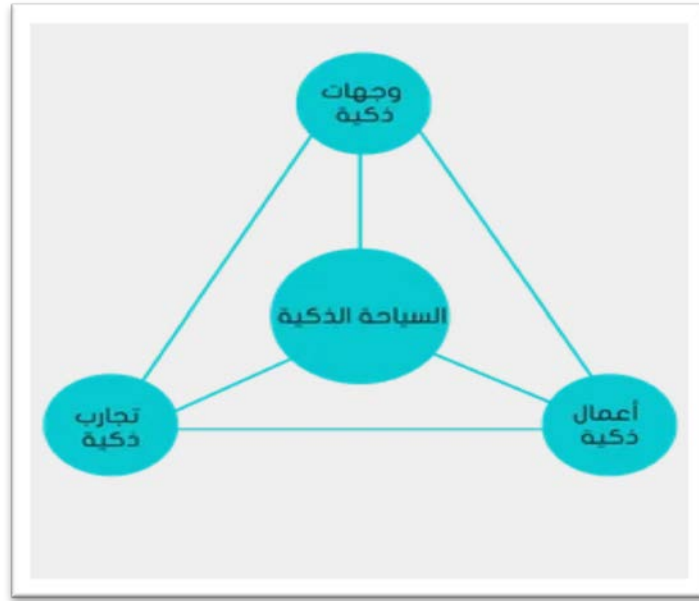 وجهات
ذكية
السياحة الذكية
أعمال
ذكية
تجارب
ذكية